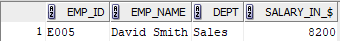 EMP_ID EMP_NAME DEPT SALARY_IN_$
1 E005 David Smith Sales 8200